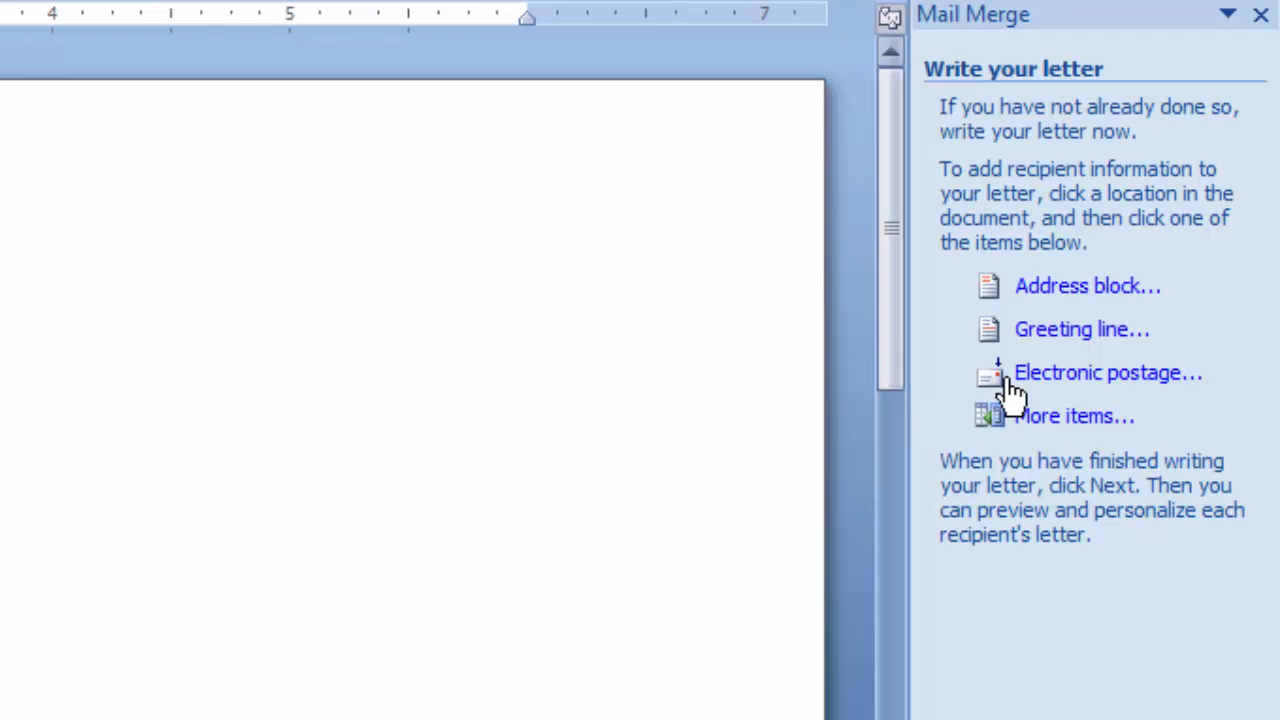 4 5 7
Mail Merge
Write your letter
If you have not already done so,
write your letter now.
To add recipient information to
your letter, click a location in the
document, and then click one of
the items below.
Address block...
Greeting line...
Electronic postage...
More items...
When you have finished writing
your letter, click Next. Then you
can preview and personalize each
recipient's letter.